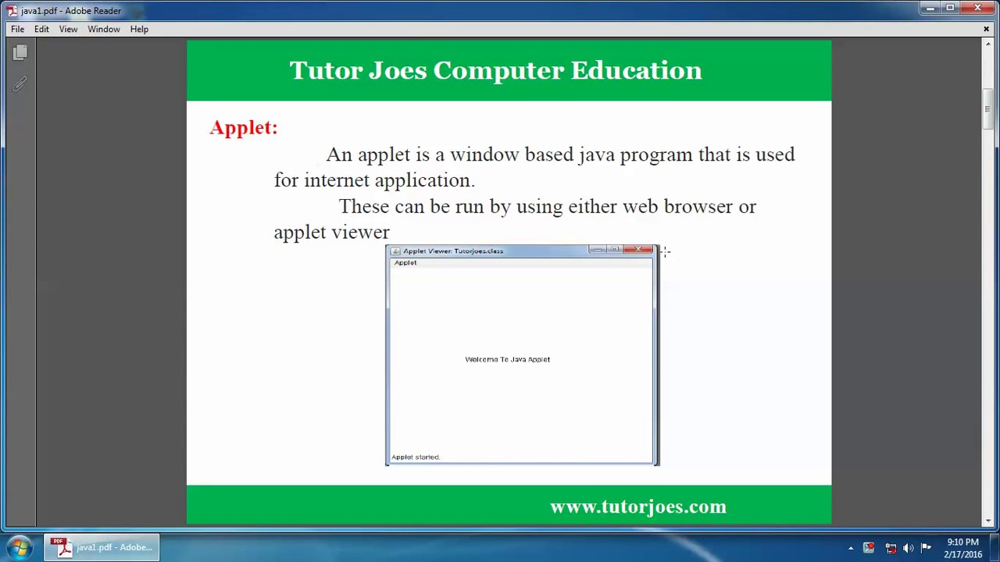 java1.pdf - Adobe Reader
File Edit View Window Help
Tutor Joes Computer Education
Applet:
An applet is a window based java program that is used
for internet application.
These can be run by using either web browser or
applet viewer
Applet Viewer: Tutorjoes.class
Applet
Welcome To Java Applet
Applet started.
www.tutorjoes.com
java1.pdf - Adobe...
9:10 PM
2/17/2016